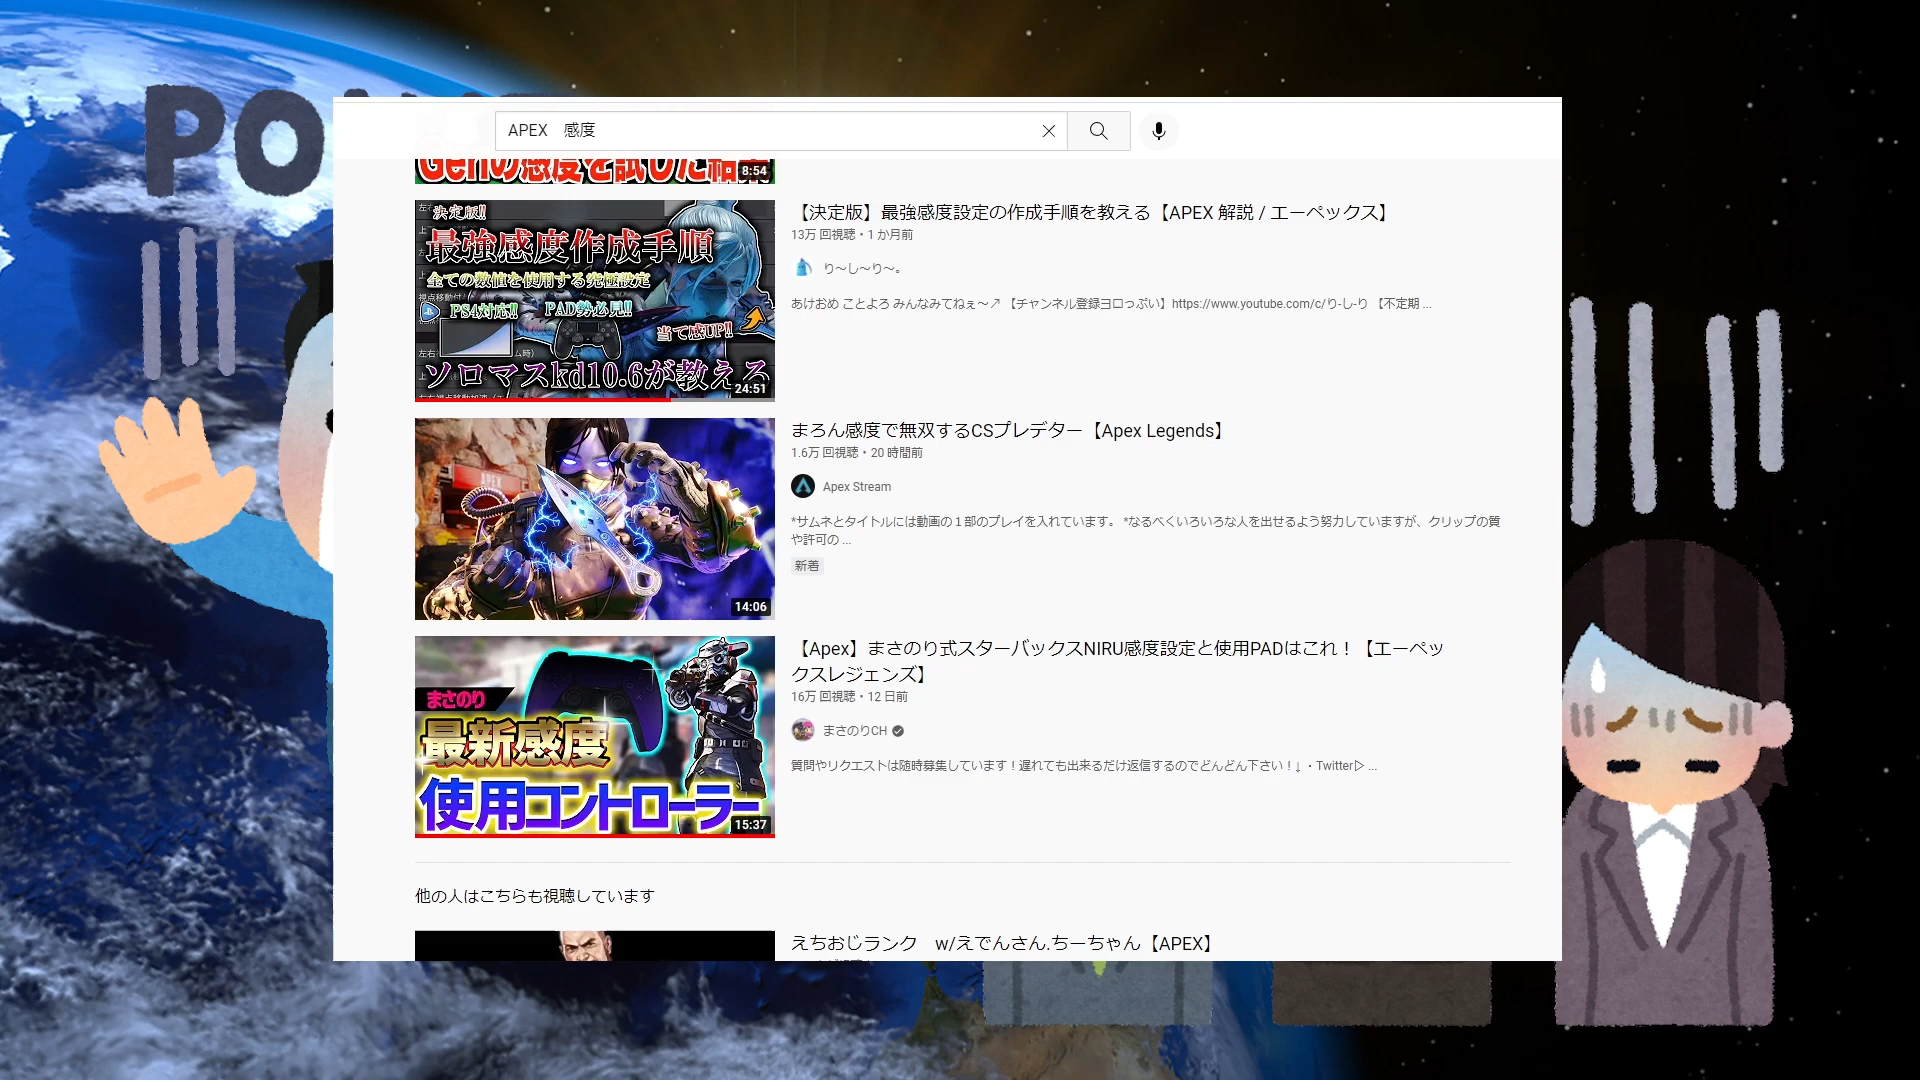 PO
APEX　感度
Genの感度を試した結果
8:54
決定版!!
最強感度作成手順
全ての数値を使用する究極設定
PS4対応!!
PAD勢必見!!
当て感UP!!
ソロマスkd10.6が教える
24:51
【決定版】最強感度設定の作成手順を教える【APEX 解説 / エーペックス】
13万 回視聴・1 か月前
り〜し〜り〜。
あけおめ ことよろ みんなみてねぇ〜↗ 【チャンネル登録ヨロっぷい】https://www.youtube.com/c/り-し-り 【不定期 ...
14:06
まろん感度で無双するCSプレデター【Apex Legends】
1.6万 回視聴・20 時間前
Apex Stream
*サムネとタイトルには動画の１部のプレイを入れています。 *なるべくいろいろな人を出せるよう努力していますが、クリップの質
や許可の ...
新着
まさのり
最新感度
使用コントローラー
15:37
【Apex】まさのり式スターバックスNIRU感度設定と使用PADはこれ！【エーペッ
クスレジェンズ】
16万 回視聴・12 日前
まさのりCH
質問やリクエストは随時募集しています！遅れても出来るだけ返信するのでどんどん下さい！↓ ・Twitter▷ ...
他の人はこちらも視聴しています
えちおじランク　w/えでんさん.ちーちゃん【APEX】